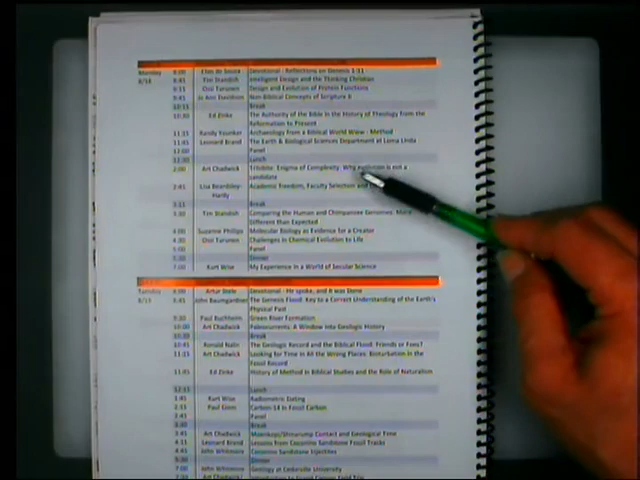 Monday 8:00 Elias de Souza Devotional - Reflections on Genesis 1-11
8/18 8:45 Tim Standish Intelligent Design and the Thinking Christian
9:15 Ossi Turunen Design and Evolution of Protein Functions
9:45 Jo Ann Davidson Non-Biblical Concepts of Scripture
10:15 Break
10:30 Ed Zinke The Authority of the Bible in the History of Theology from the
Reformation to Present
11:15 Randy Younker Archaeology from a Biblical World View - Method
11:45 Leonard Brand The Earth & Biological Sciences Department at Loma Linda
12:00 Panel
12:30 Lunch
2:00 Art Chadwick Trilobite: Enigma of Complexity: Why evolution is not a
candidate
2:45 Lisa Beardsley- Academic Freedom, Faculty Selection and
Hardy
3:15 Break
3:30 Tim Standish Comparing the Human and Chimpanzee Genomes: More
Different than Expected
4:00 Suzanne Phillips Molecular Biology as Evidence for a Creator
4:30 Ossi Turunen Challenges in Chemical Evolution to Life
5:00 Panel
5:30 Dinner
7:00 Kurt Wise My Experience in a World of Secular Science
Tuesday 8:00 Artur Stele Devotional - He spoke, and it was Done
8/19 8:45 John Baumgardner The Genesis Flood: Key to a Correct Understanding of the Earth's
Physical Past
9:30 Paul Buchheim Green River Formation
10:00 Art Chadwick Paleocurrents: A Window into Geologic History
10:30 Break
10:45 Ronald Nalin The Geologic Record and the Biblical Flood: Friends or Foes?
11:15 Art Chadwick Looking for Time in All the Wrong Places: Bioturbation in the
Fossil Record
11:45 Ed Zinke History of Method in Biblical Studies and the Role of Naturalism
12:15 Lunch
1:45 Kurt Wise Radiometric Dating
2:15 Paul Giem Carbon-14 in Fossil Carbon
2:45 Panel
3:30 Break
3:45 Art Chadwick Moenkopi/Shinarump Contact and Geological Time
4:15 Leonard Brand Lessons from Coconino Sandstone Fossil Tracks
4:45 John Whitmore Coconino Sandstone Injectites
5:30 Dinner
7:00 John Whitmore Geology at Cedarville University
Art Chadwick/